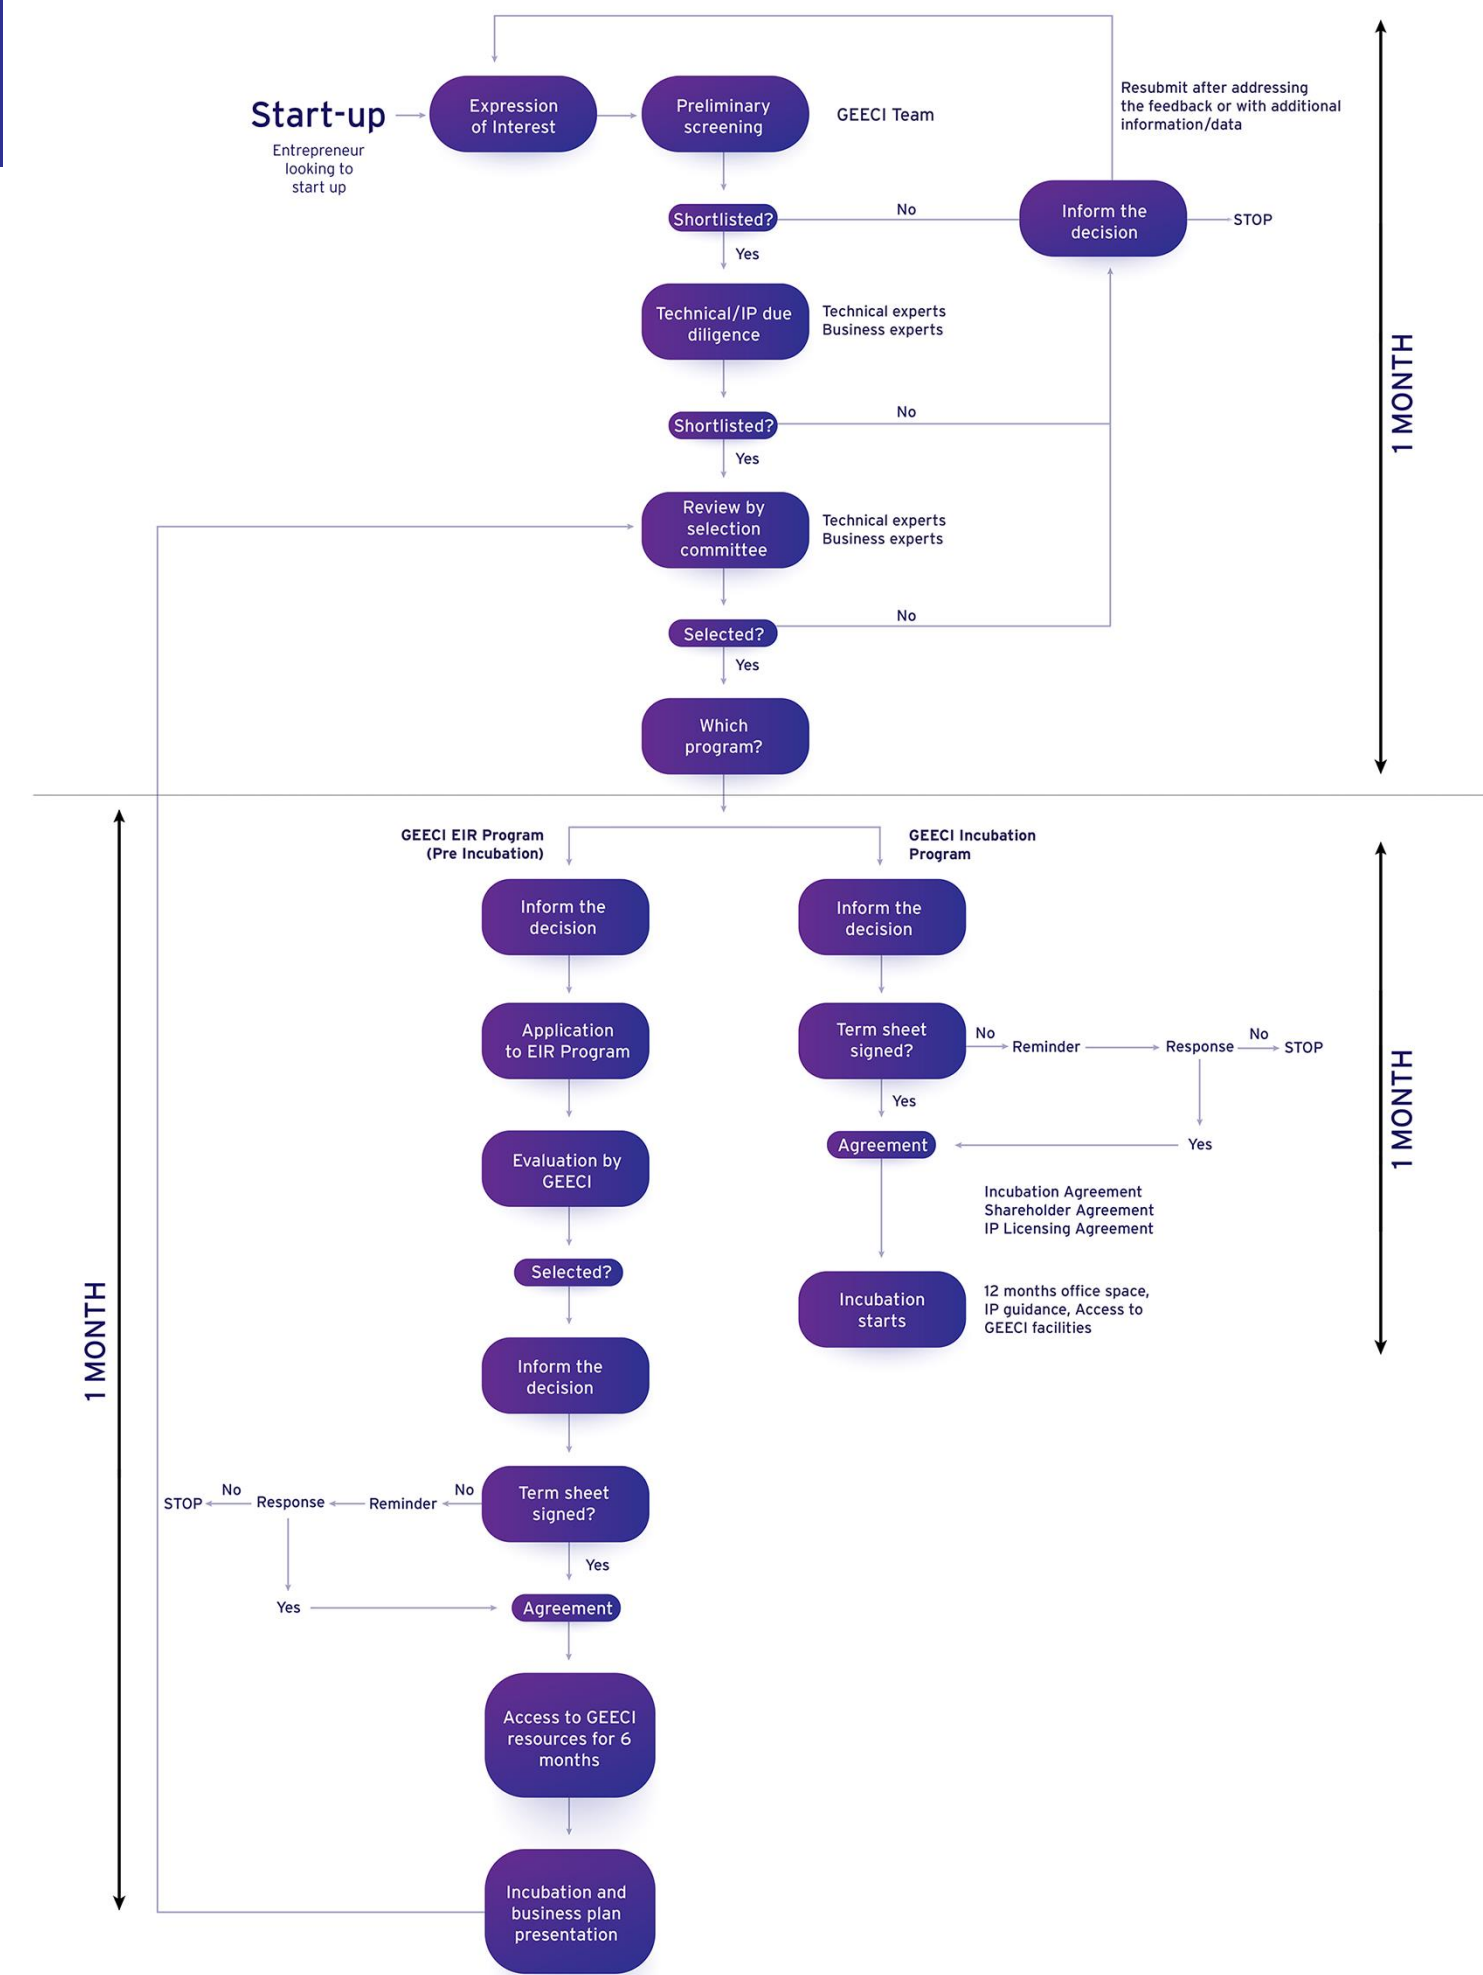 Start-up
Entrepreneur
looking to
start up
Expression
of Interest
Preliminary
screening
GEECI Team
Resubmit after addressing
the feedback or with additional
information/data
Shortlisted?
No
Inform the
decision
STOP
Yes
Technical/IP due
diligence
Technical experts
Business experts
Shortlisted?
No
Yes
Review by
selection
committee
Technical experts
Business experts
Selected?
No
Yes
Which
program?
1 MONTH
GEECI EIR Program
(Pre Incubation)
Inform the
decision
Application
to EIR Program
Evaluation by
GEECI
Selected?
Inform the
decision
Term sheet
signed?
No
Reminder
Response
No
STOP
Yes
Yes
Agreement
Access to GEECI
resources for 6
months
Incubation and
business plan
presentation
1 MONTH
GEECI Incubation
Program
Inform the
decision
Term sheet
signed?
No
Reminder
Response
No
STOP
Yes
Yes
Agreement
Incubation Agreement
Shareholder Agreement
IP Licensing Agreement
Incubation
starts
12 months office space,
IP guidance, Access to
GEECI facilities
1 MONTH